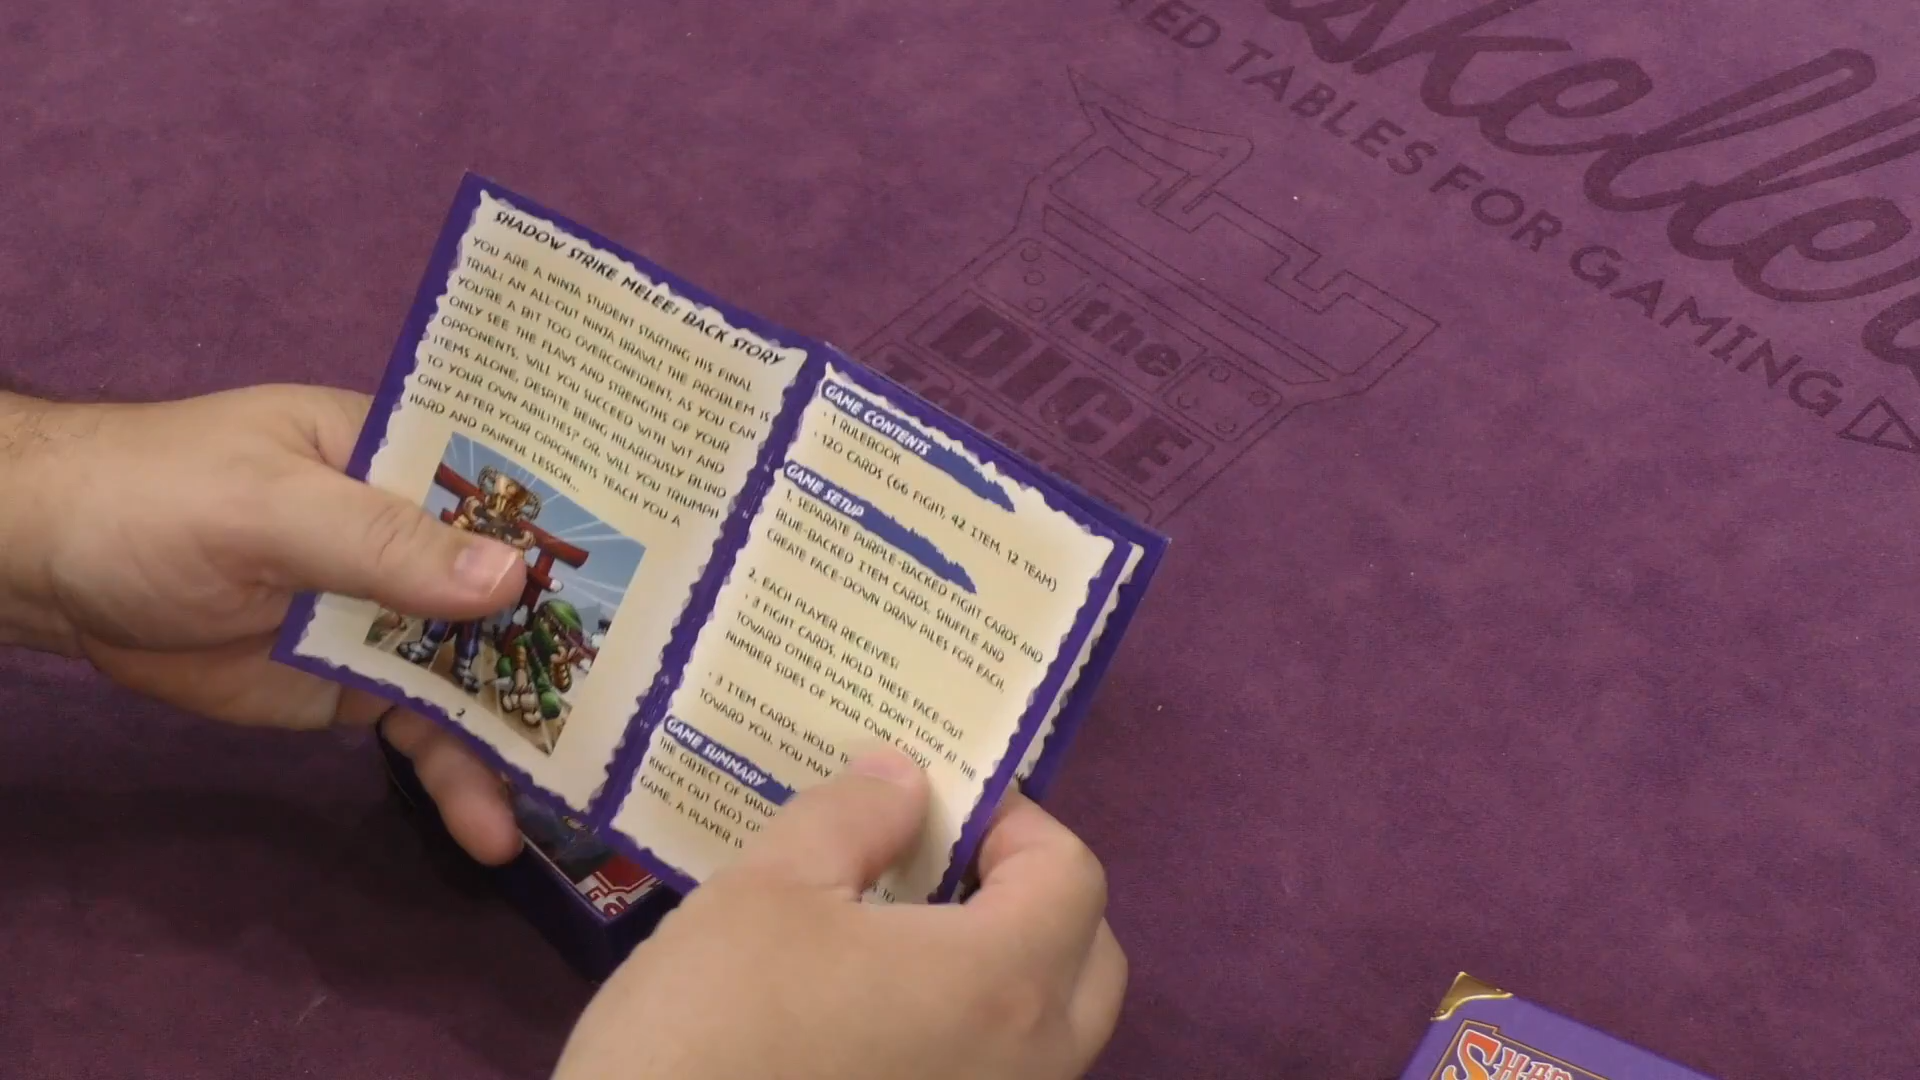 SHADOW STRIKE MELEE! BACK STORY
YOU ARE A NINJA STUDENT STARTING HIS FINAL
TRIAL! AN ALL-OUT NINJA BRAWL! THE PROBLEM IS
YOU'RE A BIT TOO OVERCONFIDENT, AS YOU CAN
ONLY SEE THE FLAWS AND STRENGTHS OF YOUR
OPPONENTS. WILL YOU SUCCEED WITH WIT AND
ITEMS ALONE, DESPITE BEING HILARIOUSLY BLIND
TO YOUR OWN ABILITIES? OR, WILL YOU TRIUMPH
ONLY AFTER YOUR OPPONENTS TEACH YOU A
HARD AND PAINFUL LESSON...
2
GAME CONTENTS
• 1 RULEBOOK
• 120 CARDS (66 FIGHT, 42 ITEM, 12 TEAM)
GAME SETUP
1. SEPARATE PURPLE-BACKED FIGHT CARDS AND
BLUE-BACKED ITEM CARDS. SHUFFLE AND
CREATE FACE-DOWN DRAW PILES FOR EACH.
2. EACH PLAYER RECEIVES:
• 3 FIGHT CARDS. HOLD THESE FACE-OUT
TOWARD OTHER PLAYERS. DON'T LOOK AT THE
NUMBER SIDES OF YOUR OWN CARDS!
• 3 ITEM CARDS. HOLD
TOWARD YOU. YOU MAY
GAME SUMMARY
THE OBJECT OF
KNOCK OUT (KO)
GAME. A PLAYER IS
TO
TABLES FOR GAMING
the
DICE